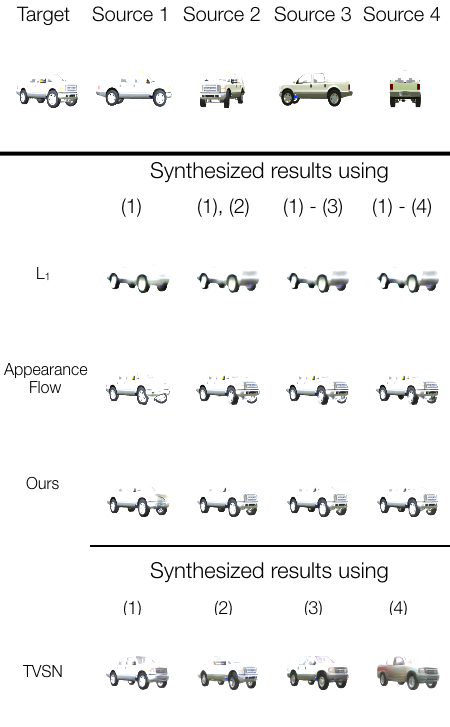 Target Source 1 Source 2 Source 3 Source 4
Synthesized results using
(1) (1), (2) (1) - (3) (1) - (4)
L1
Appearance
Flow
Ours
Synthesized results using
(1) (2) (3) (4)
TVSN